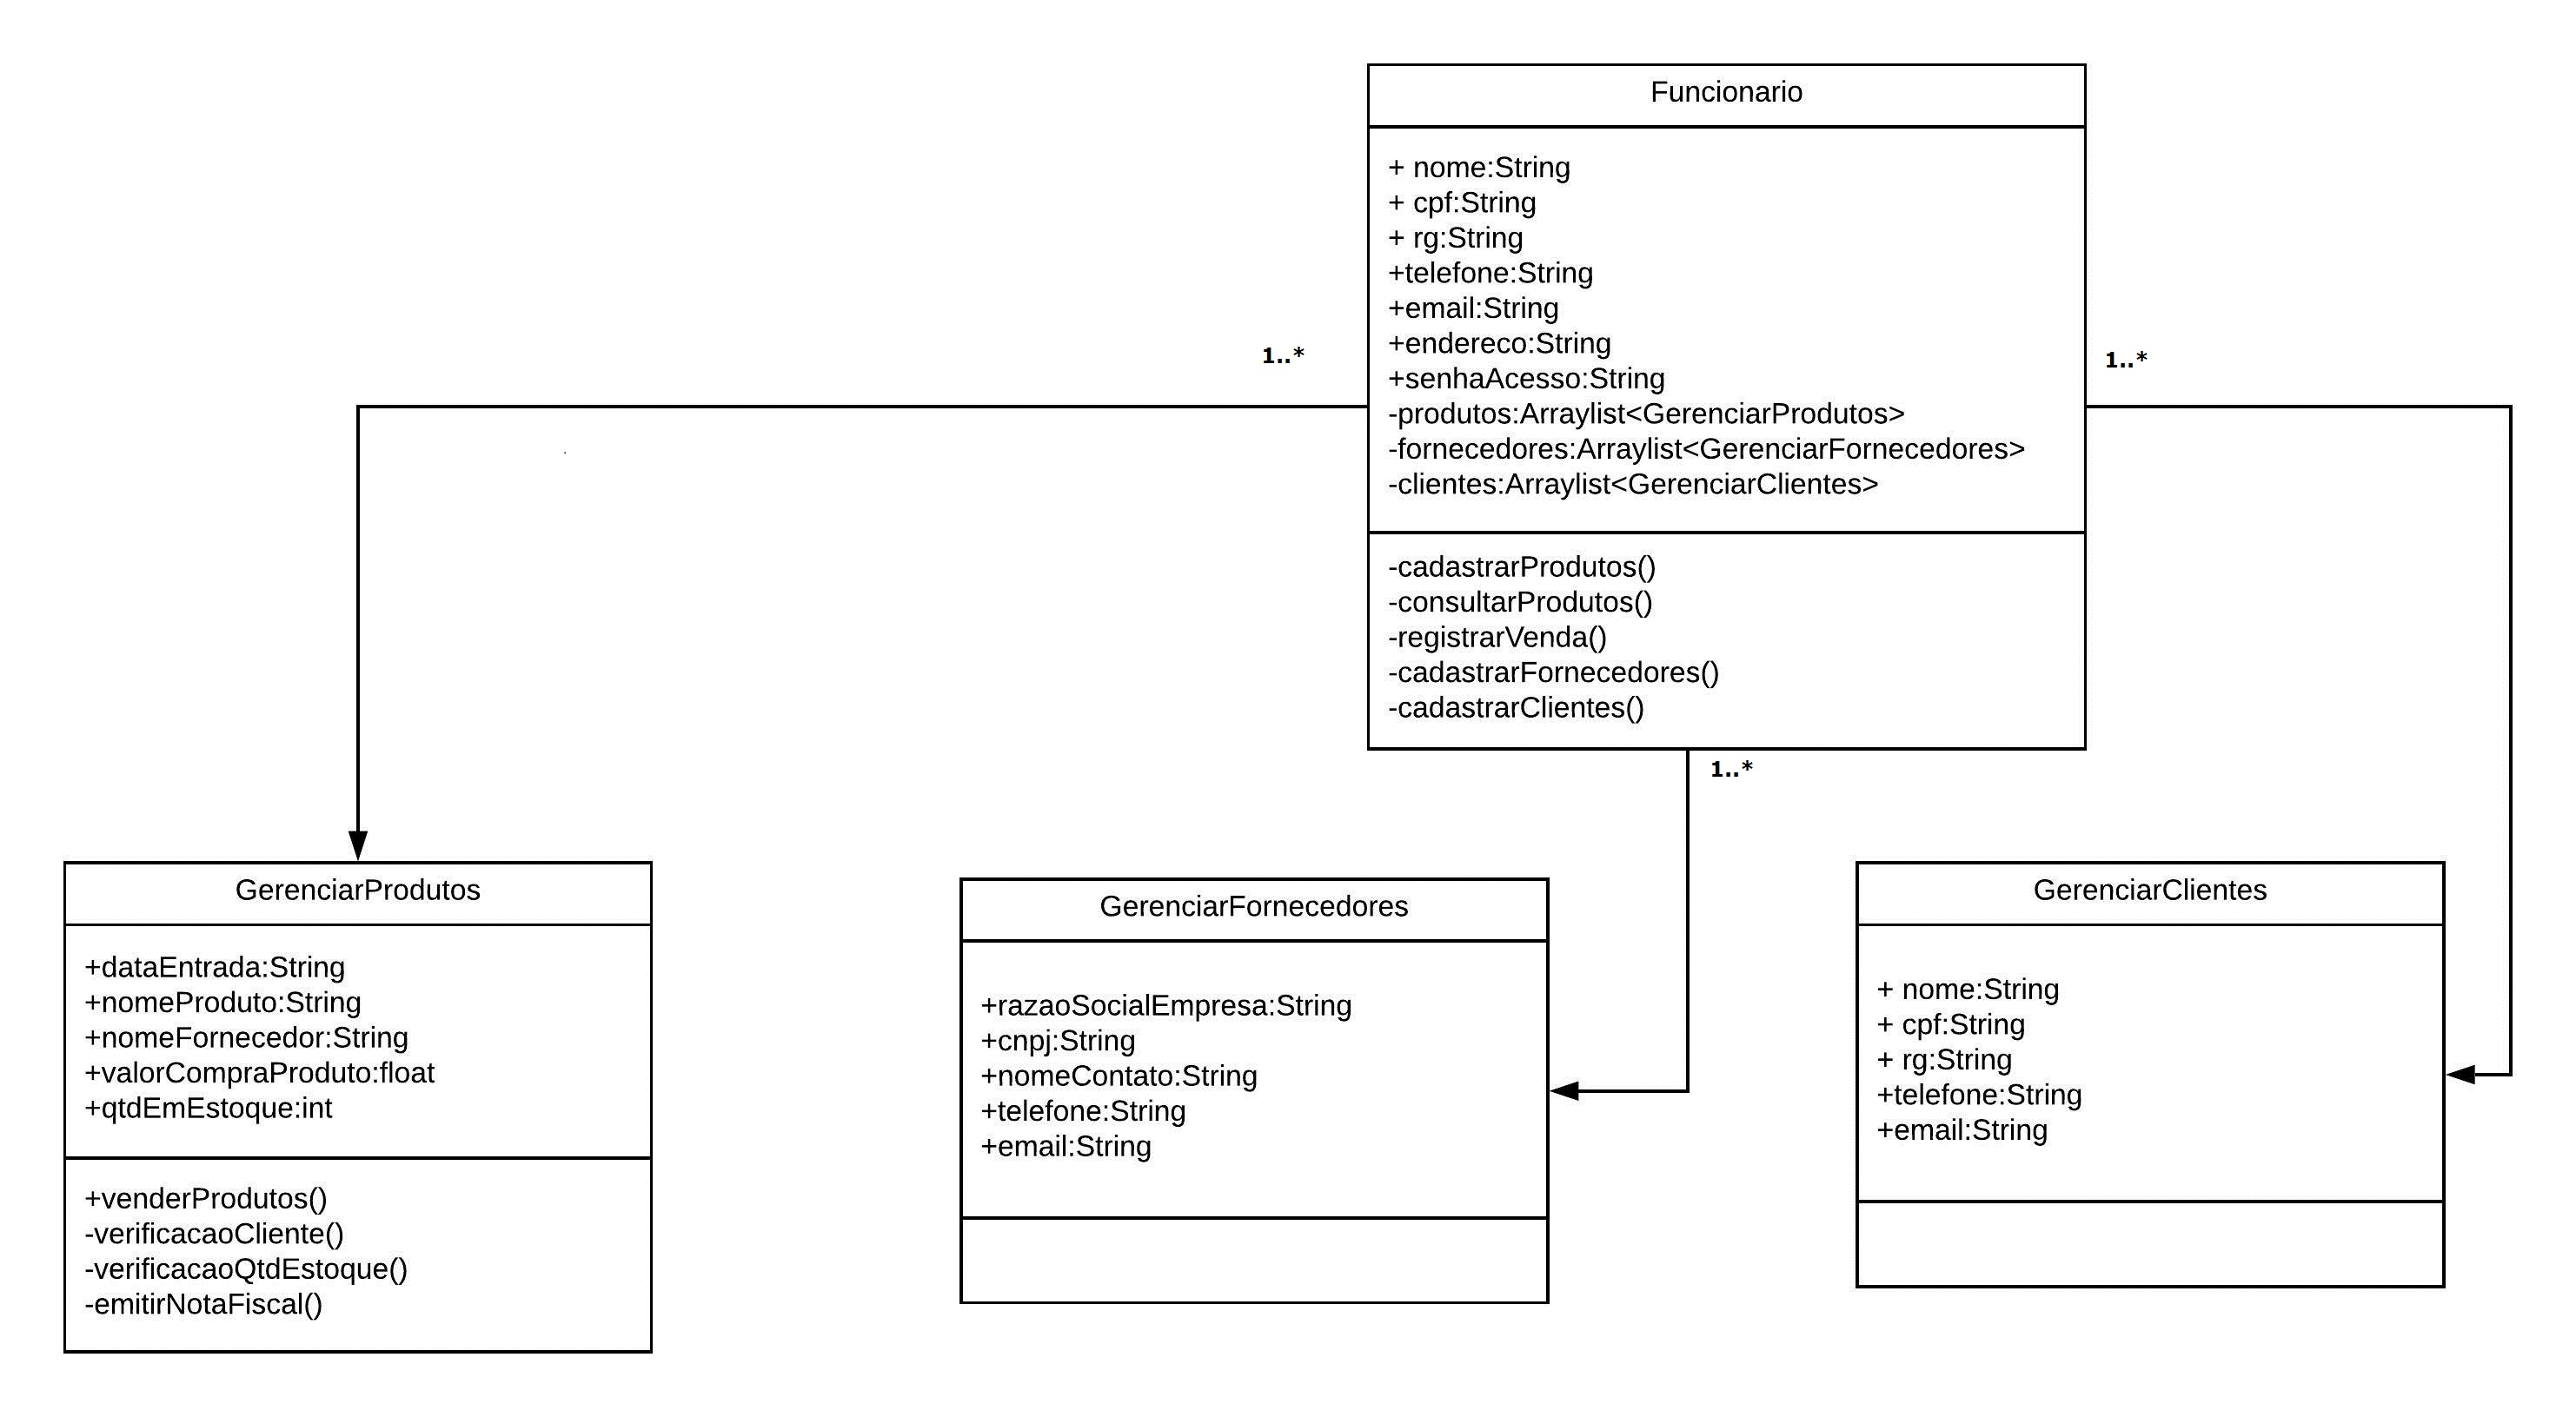 Funcionario
+ nome:String
+ cpf:String
+ rg:String
+telefone:String
+email:String
+endereco:String
+senhaAcesso:String
-produtos:Arraylist<GerenciarProdutos>
-fornecedores:Arraylist<GerenciarFornecedores>
-clientes:Arraylist<GerenciarClientes>
-cadastrarProdutos()
-consultarProdutos()
-registrarVenda()
-cadastrarFornecedores()
-cadastrarClientes()
1..*
1..*
1..*
GerenciarProdutos
+dataEntrada:String
+nomeProduto:String
+nomeFornecedor:String
+valorCompraProduto:float
+qtdEmEstoque:int
+venderProdutos()
-verificacaoCliente()
-verificacaoQtdEstoque()
-emitirNotaFiscal()
GerenciarFornecedores
+razaoSocialEmpresa:String
+cnpj:String
+nomeContato:String
+telefone:String
+email:String
GerenciarClientes
+ nome:String
+ cpf:String
+ rg:String
+telefone:String
+email:String